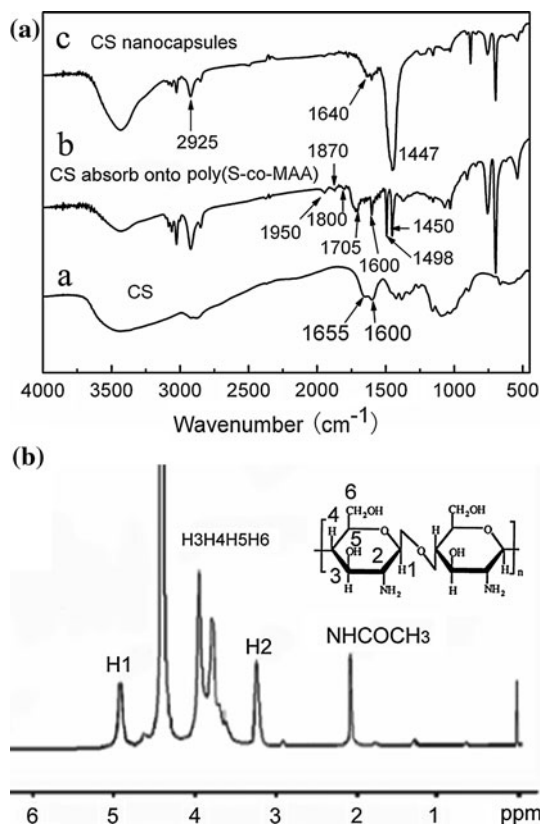 (a)
c CS nanocapsules
2925
1640
1447
b
CS absorb onto poly(S-co-MAA)
1870
1950
1800
1705
1600
1450
1498
a
CS
1655
1600
4000 3500 3000 2500 2000 1500 1000 500
Wavenumber (cm-1)
(b)
6
CH2OH
CH2OH
4
H
5
O
H
O
H3H4H5H6
OH
2
H
O
OH
H
n
3
H
1
H
NH2
H
NH2
H1
H2
NHCOCH3
6 5 4 3 2 1 ppm